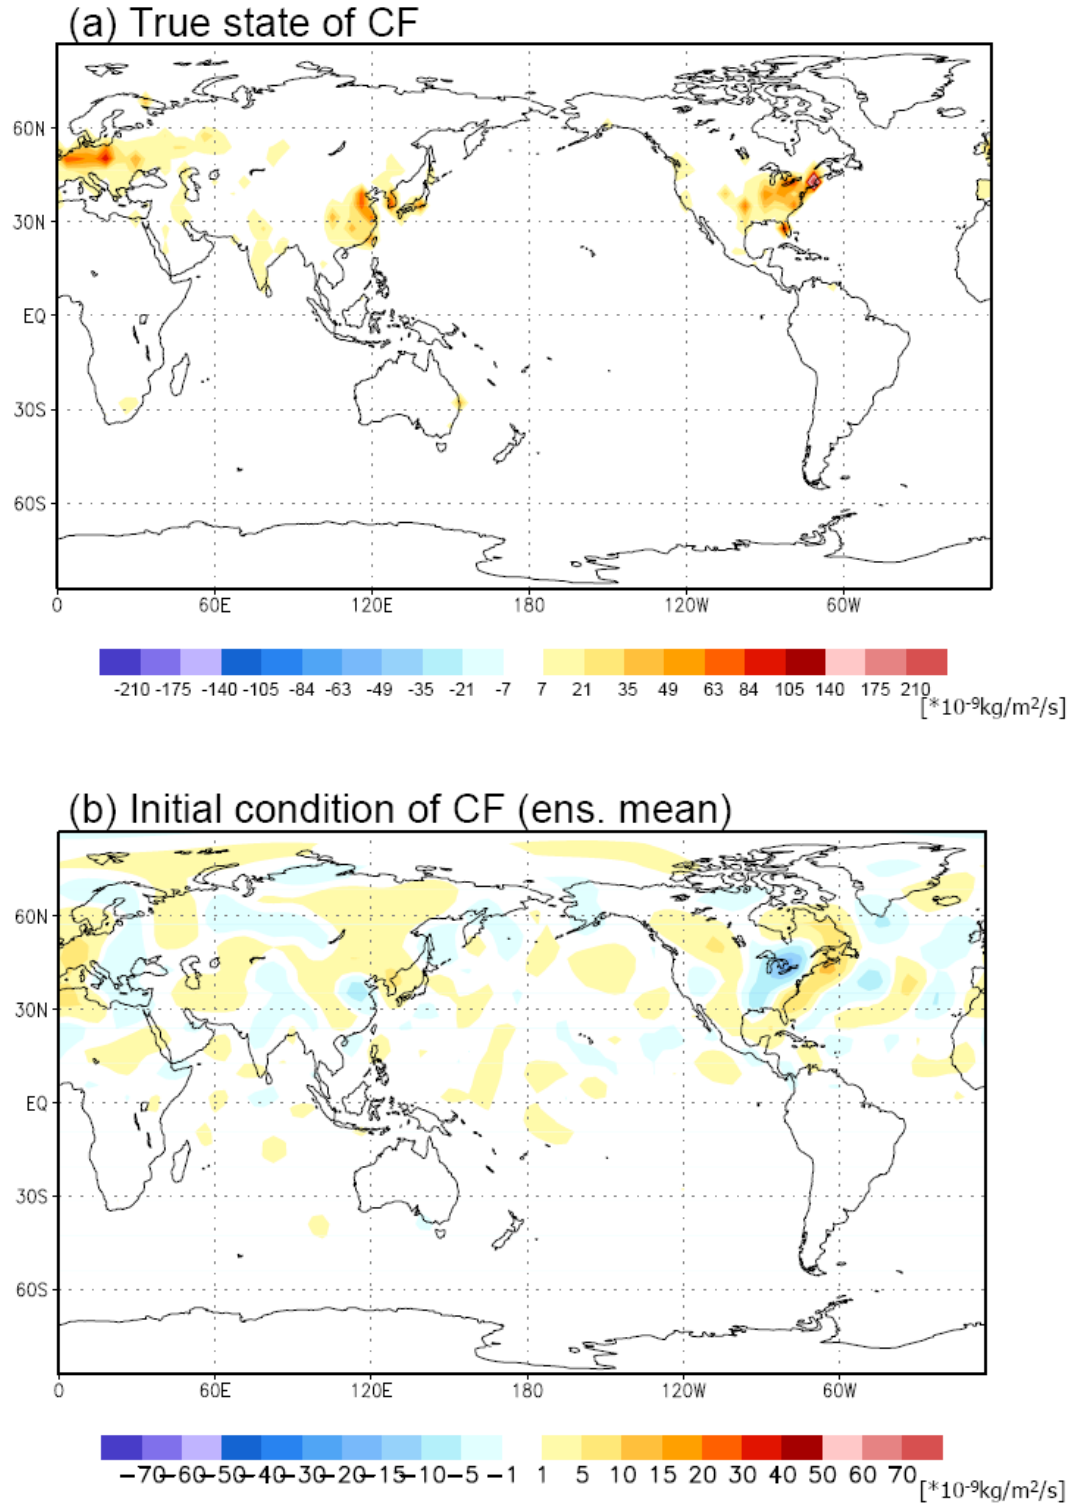 (a) True state of CF
60N
30N
EQ
30S
60S
0 60E 120E 180 120W 60W
-210 -175 -140 -105 -84 -63 -49 -35 -21 -7 7 21 35 49 63 84 105 140 175 210
[*10-9kg/m2/s]
(b) Initial condition of CF (ens. mean)
60N
30N
EQ
30S
60S
0 60E 120E 180 120W 60W
-70 -60 -50 -40 -30 -20 -15 -10 -5 -1 1 5 10 15 20 30 40 50 60 70
[*10-9kg/m2/s]